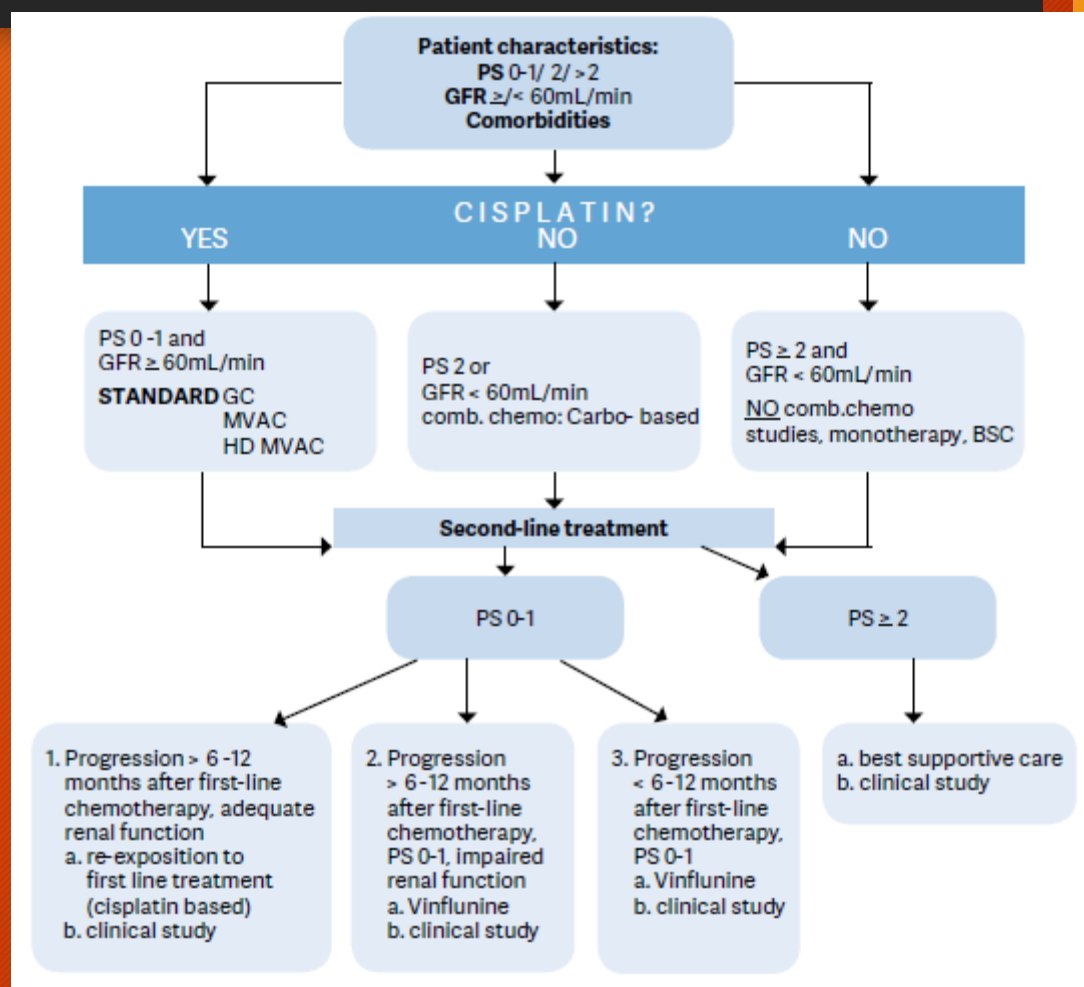 Patient characteristics:
PS 0-1/ 2/ >2
GFR ≥/< 60mL/min
Comorbidities
CISPLATIN?
YES
NO
NO
PS 0 -1 and
GFR ≥ 60mL/min
STANDARD GC
MVAC
HD MVAC
PS 2 or
GFR < 60mL/min
comb. chemo: Carbo- based
PS ≥ 2 and
GFR < 60mL/min
NO comb.chemo
studies, monotherapy, BSC
Second-line treatment
PS 0-1
PS ≥ 2
1. Progression > 6 -12
months after first-line
chemotherapy, adequate
renal function
a. re-exposition to
first line treatment
(cisplatin based)
b. clinical study
2. Progression
> 6 -12 months
after first-line
chemotherapy,
PS 0-1, impaired
renal function
a. Vinflunine
b. clinical study
3. Progression
< 6 -12 months
after first-line
chemotherapy,
PS 0-1
a. Vinflunine
b. clinical study
a. best supportive care
b. clinical study